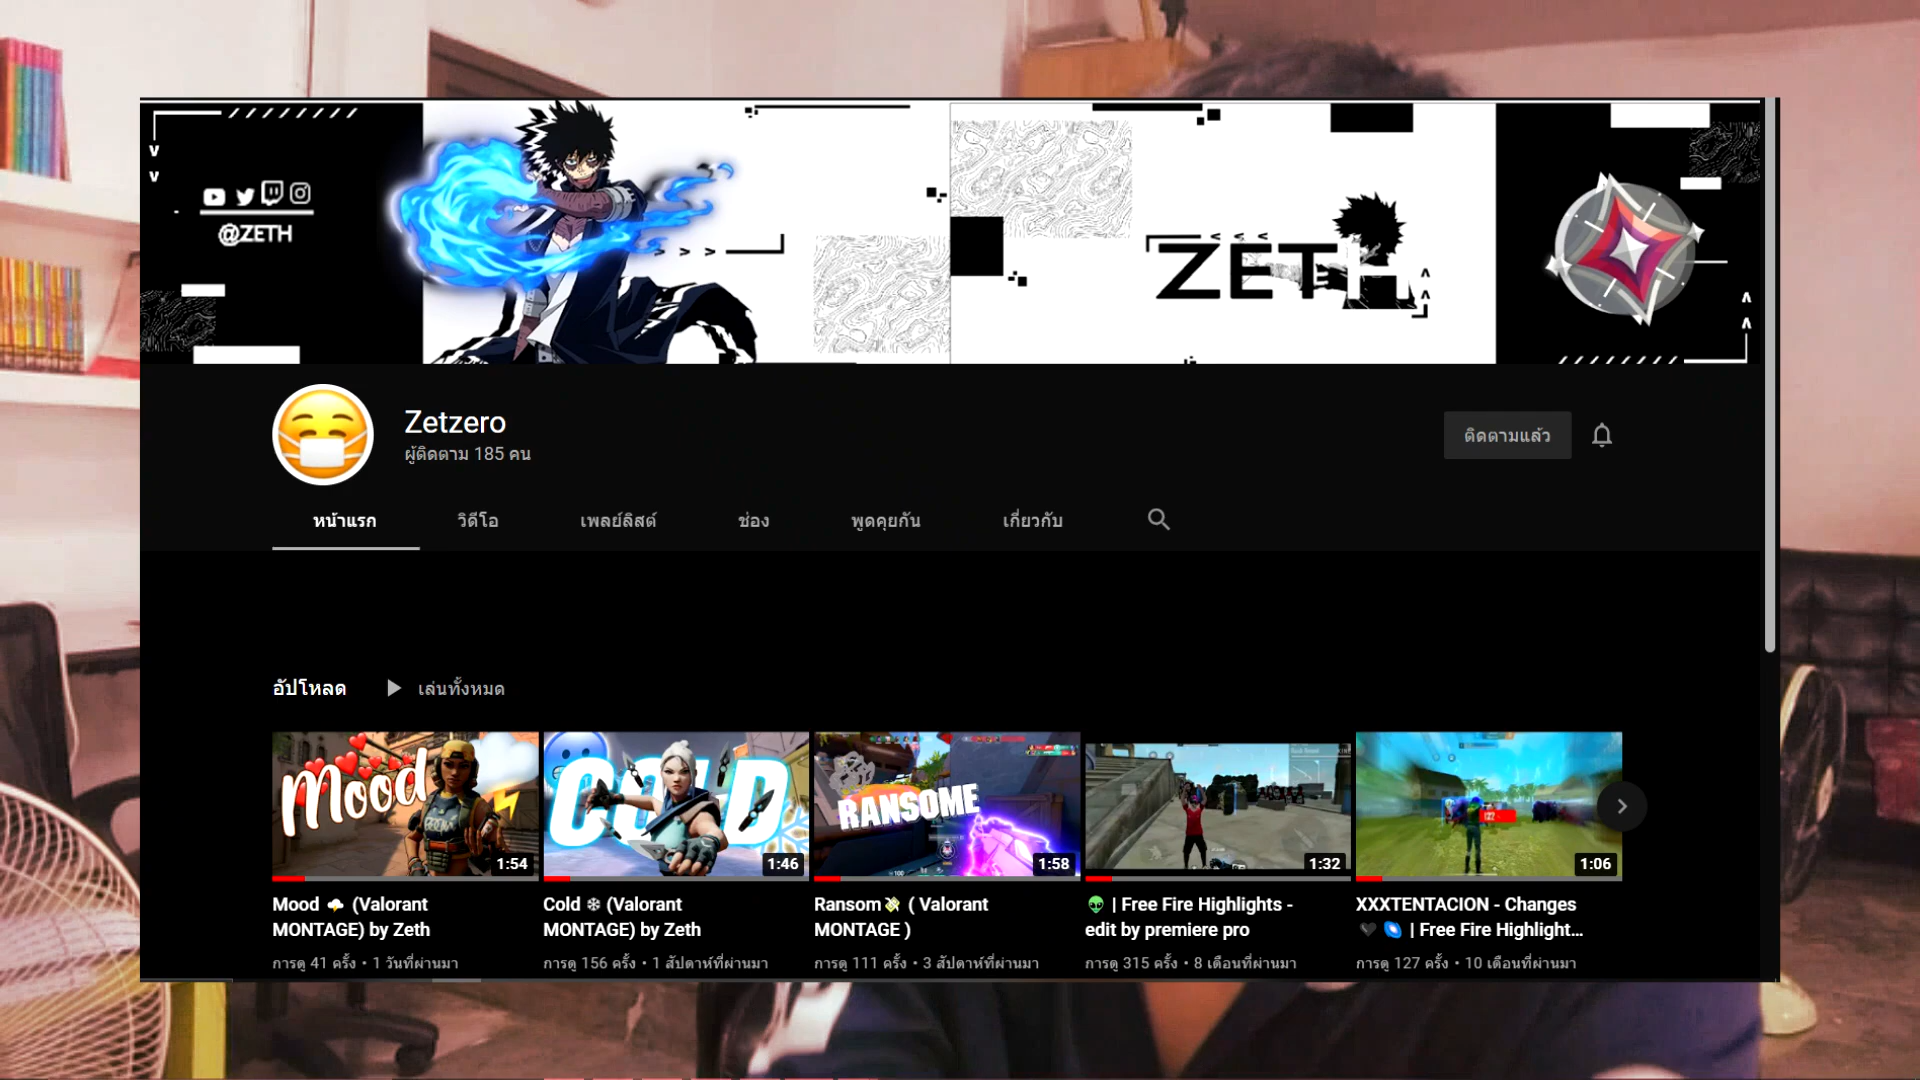 @ZETH
ZETH
Zetzero
ผู้ติดตาม 185 คน
ติดตามแล้ว
หน้าแรก
วิดีโอ
เพลย์ลิสต์
ช่อง
พูดคุยกัน
เกี่ยวกับ
อัปโหลด
เล่นทั้งหมด
Mood
1:54
COLD
1:46
RANSOME
1:58
1:32
1:06
Mood 🌩 (Valorant
MONTAGE) by Zeth
การดู 41 ครั้ง • 1 วันที่ผ่านมา
Cold ❄ (Valorant
MONTAGE) by Zeth
การดู 156 ครั้ง • 1 สัปดาห์ที่ผ่านมา
Ransom💸 ( Valorant
MONTAGE )
การดู 111 ครั้ง • 3 สัปดาห์ที่ผ่านมา
👽 | Free Fire Highlights -
edit by premiere pro
การดู 315 ครั้ง • 8 เดือนที่ผ่านมา
XXXTENTACION - Changes
🖤 🌀 | Free Fire Highlight...
การดู 127 ครั้ง • 10 เดือนที่ผ่านมา